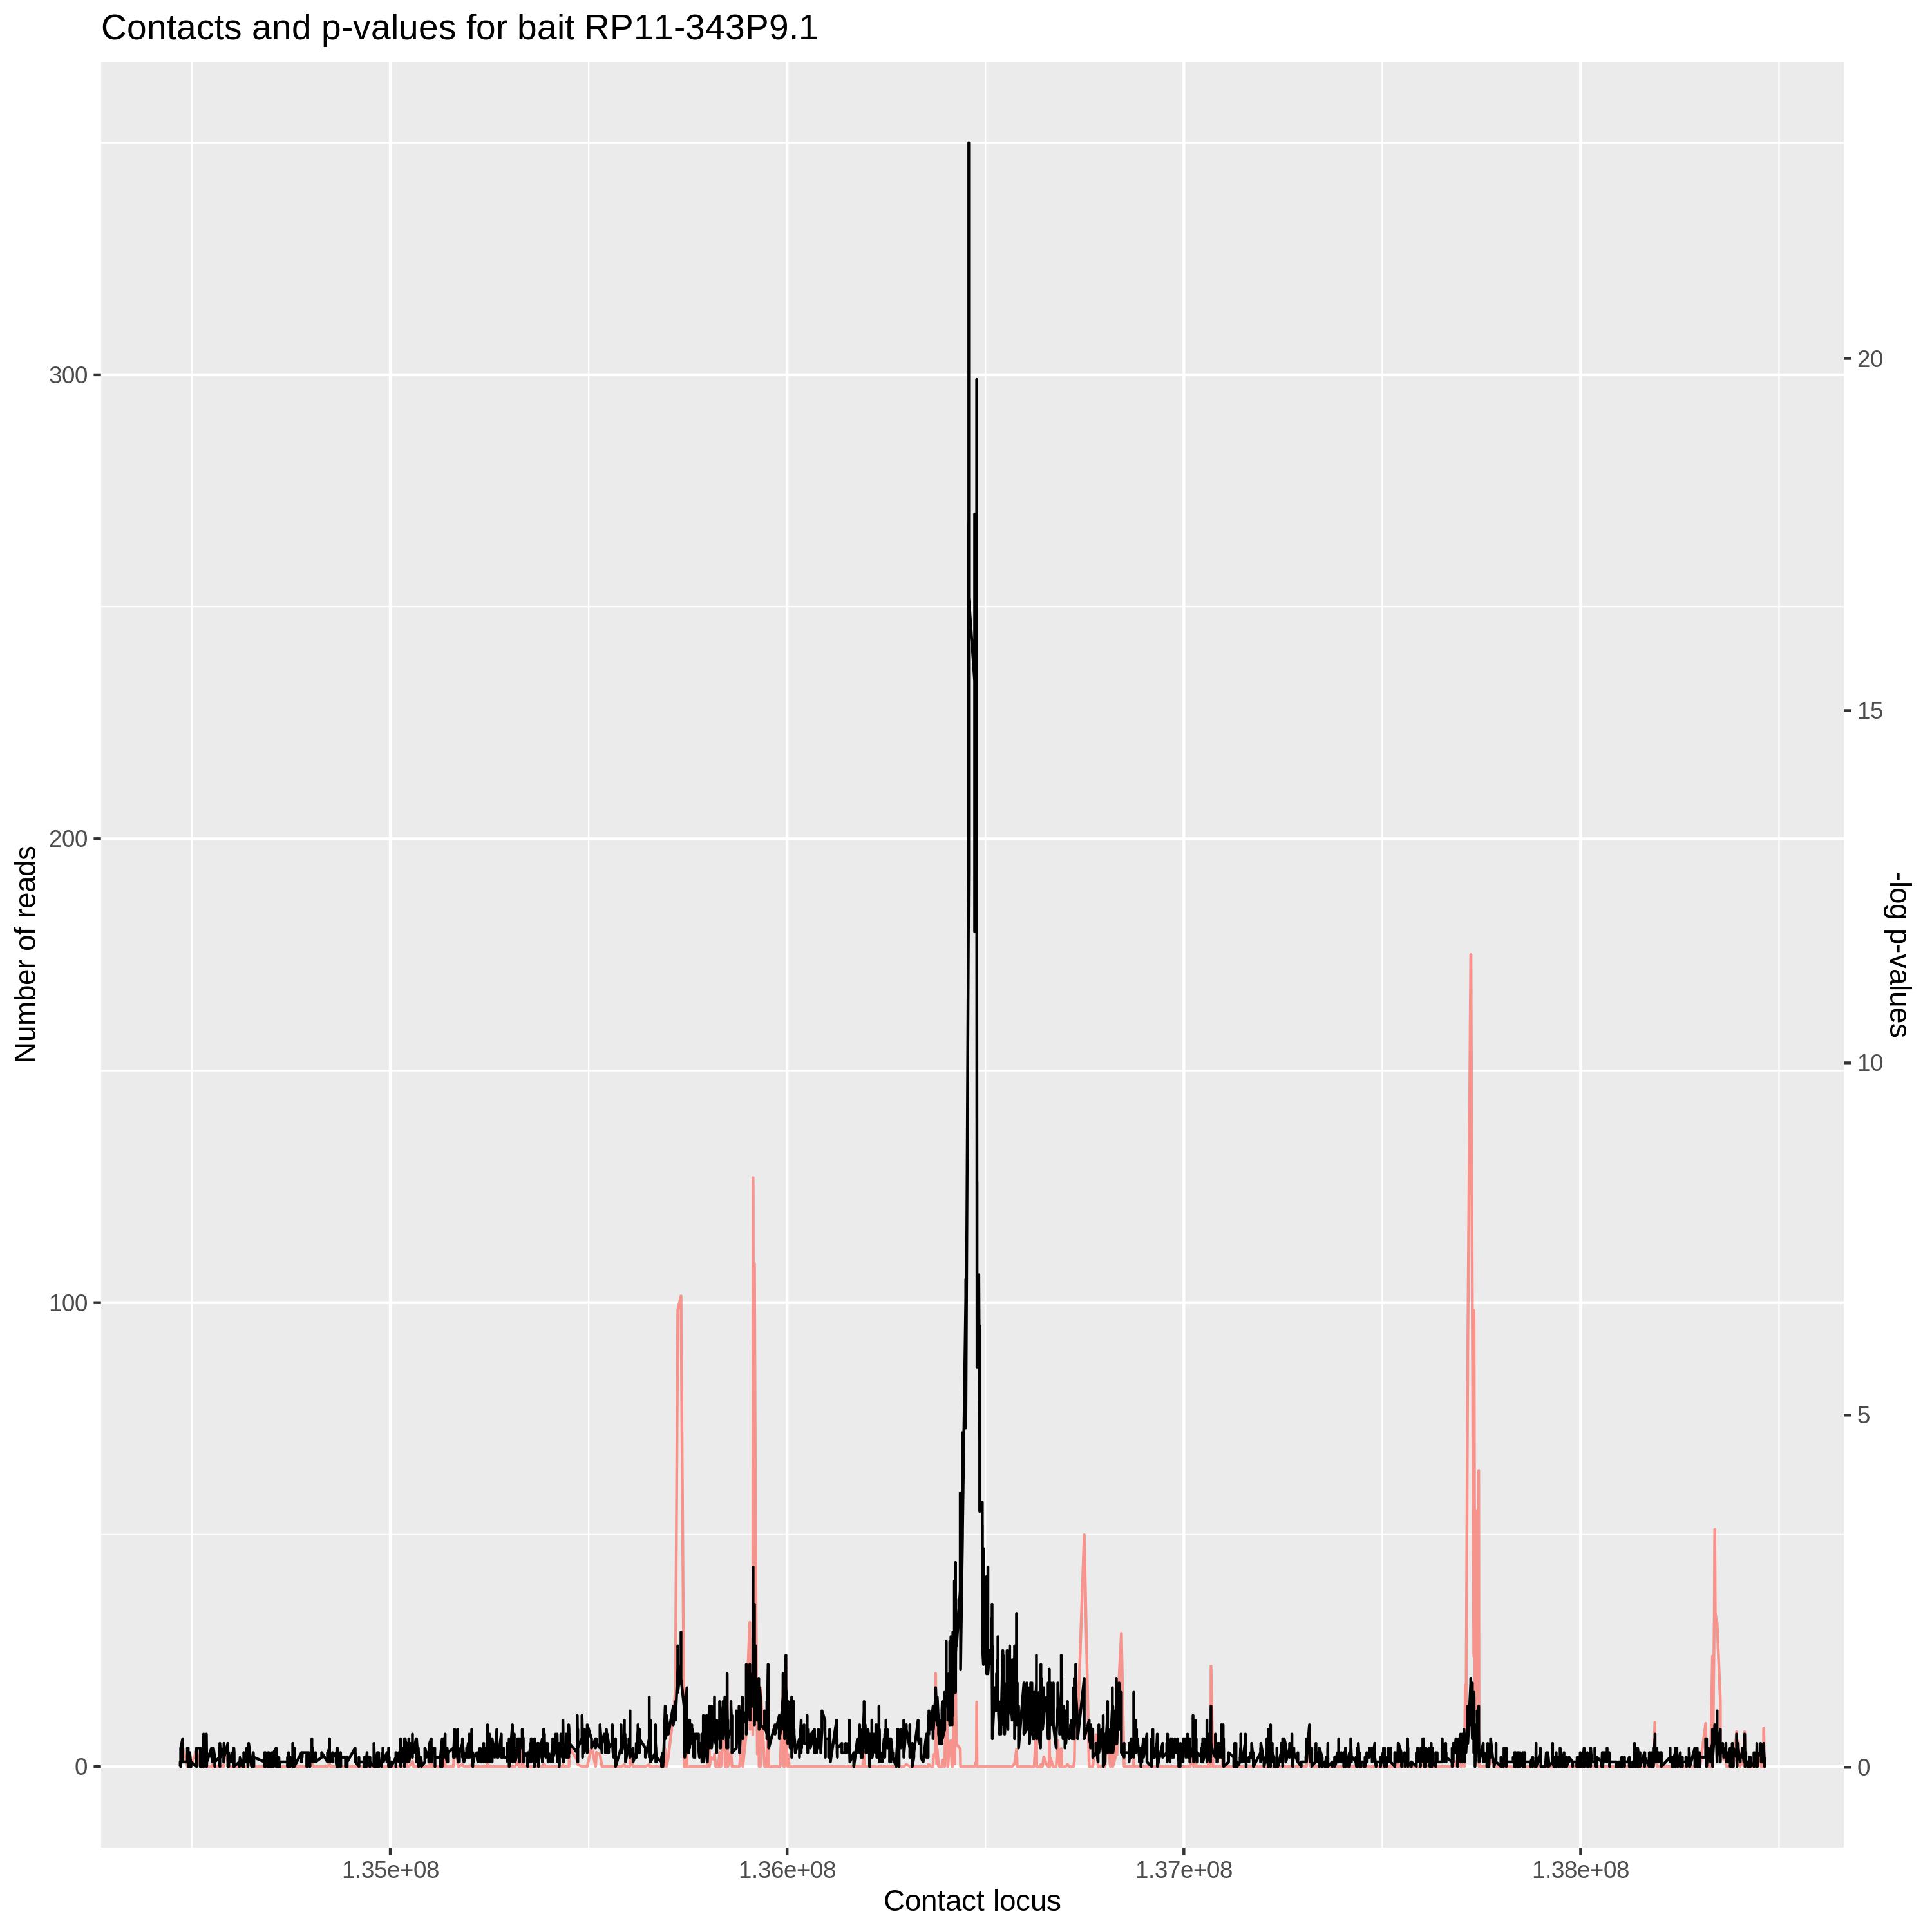 Contacts and p-values for bait RP11-343P9.1
300
200
100
0
Number of reads
20
15
10
5
0
-log p-values
1.35e+08
1.36e+08
1.37e+08
1.38e+08
Contact locus